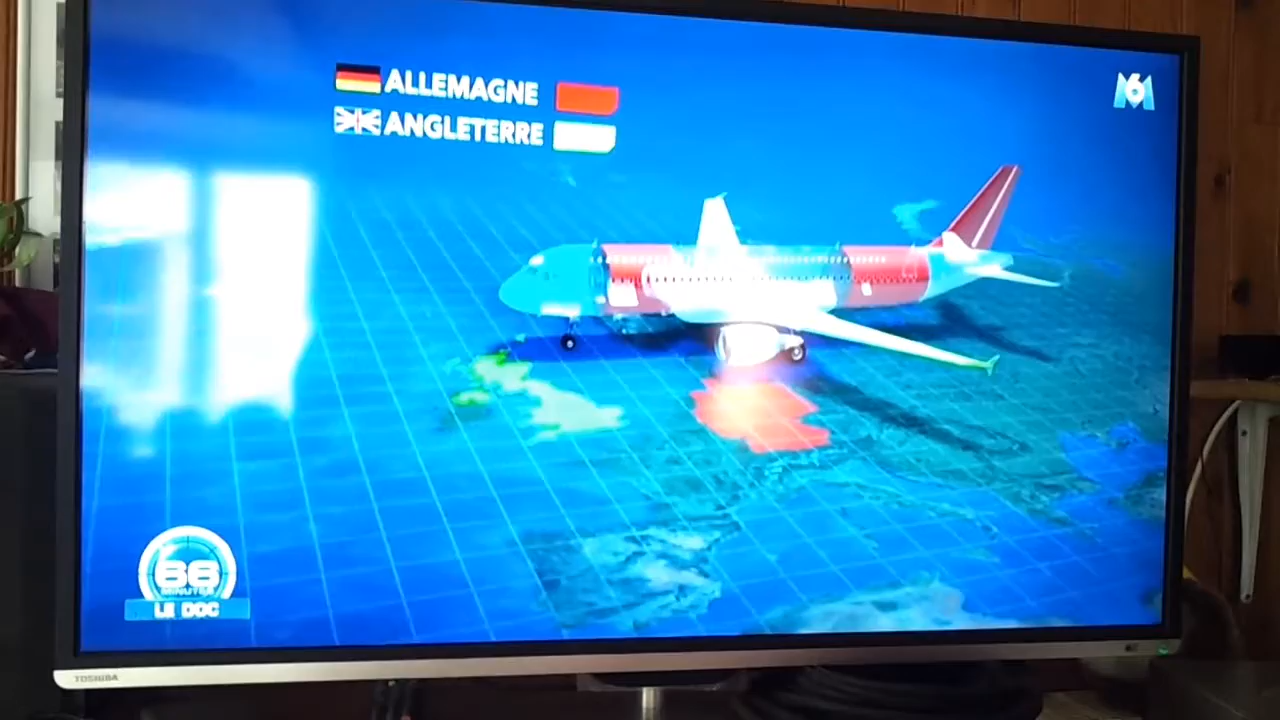 ALLEMAGNE
ANGLETERRE
M6
66
MINUTES
LE DOC
TOSHIBA